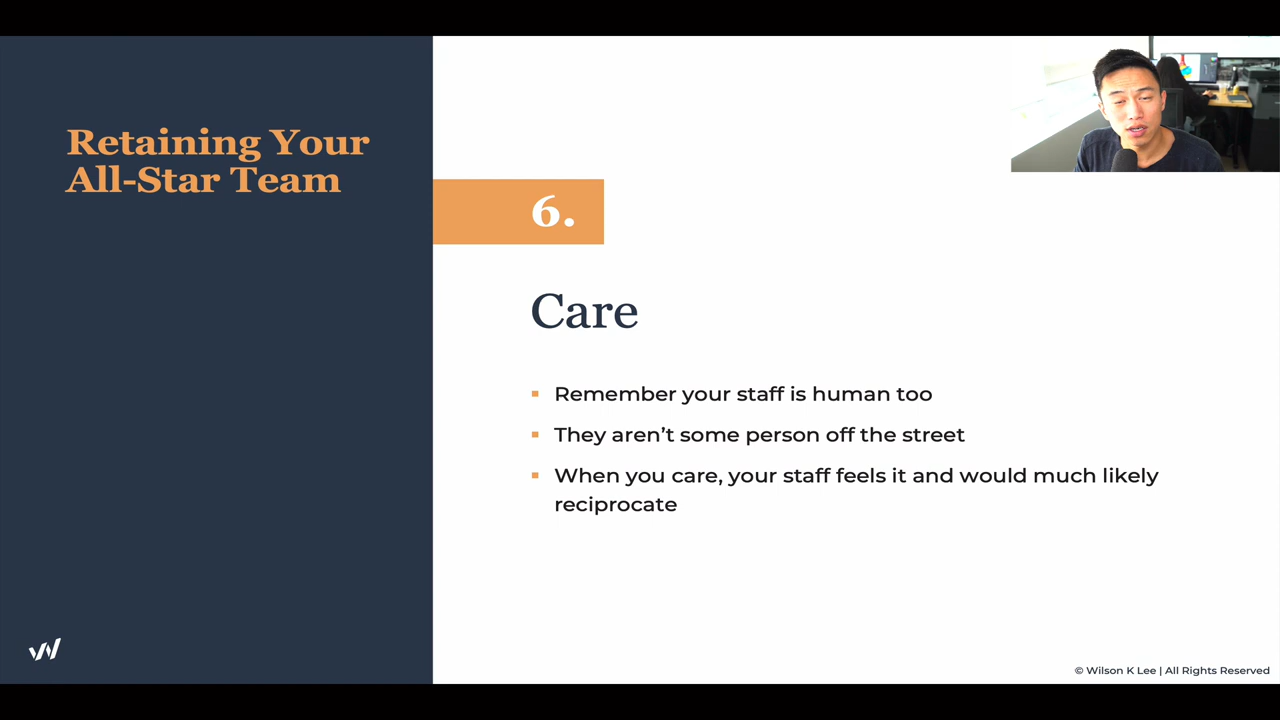 Retaining Your
All-Star Team
6.
Care
▪ Remember your staff is human too
▪ They aren’t some person off the street
▪ When you care, your staff feels it and would much likely
reciprocate
© Wilson K Lee | All Rights Reserved